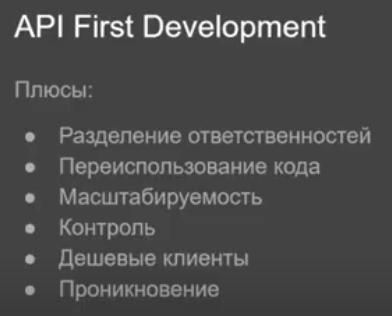 API First Development
Плюсы:
● Разделение ответственностей
● Переиспользование кода
● Масштабируемость
● Контроль
● Дешевые клиенты
● Проникновение